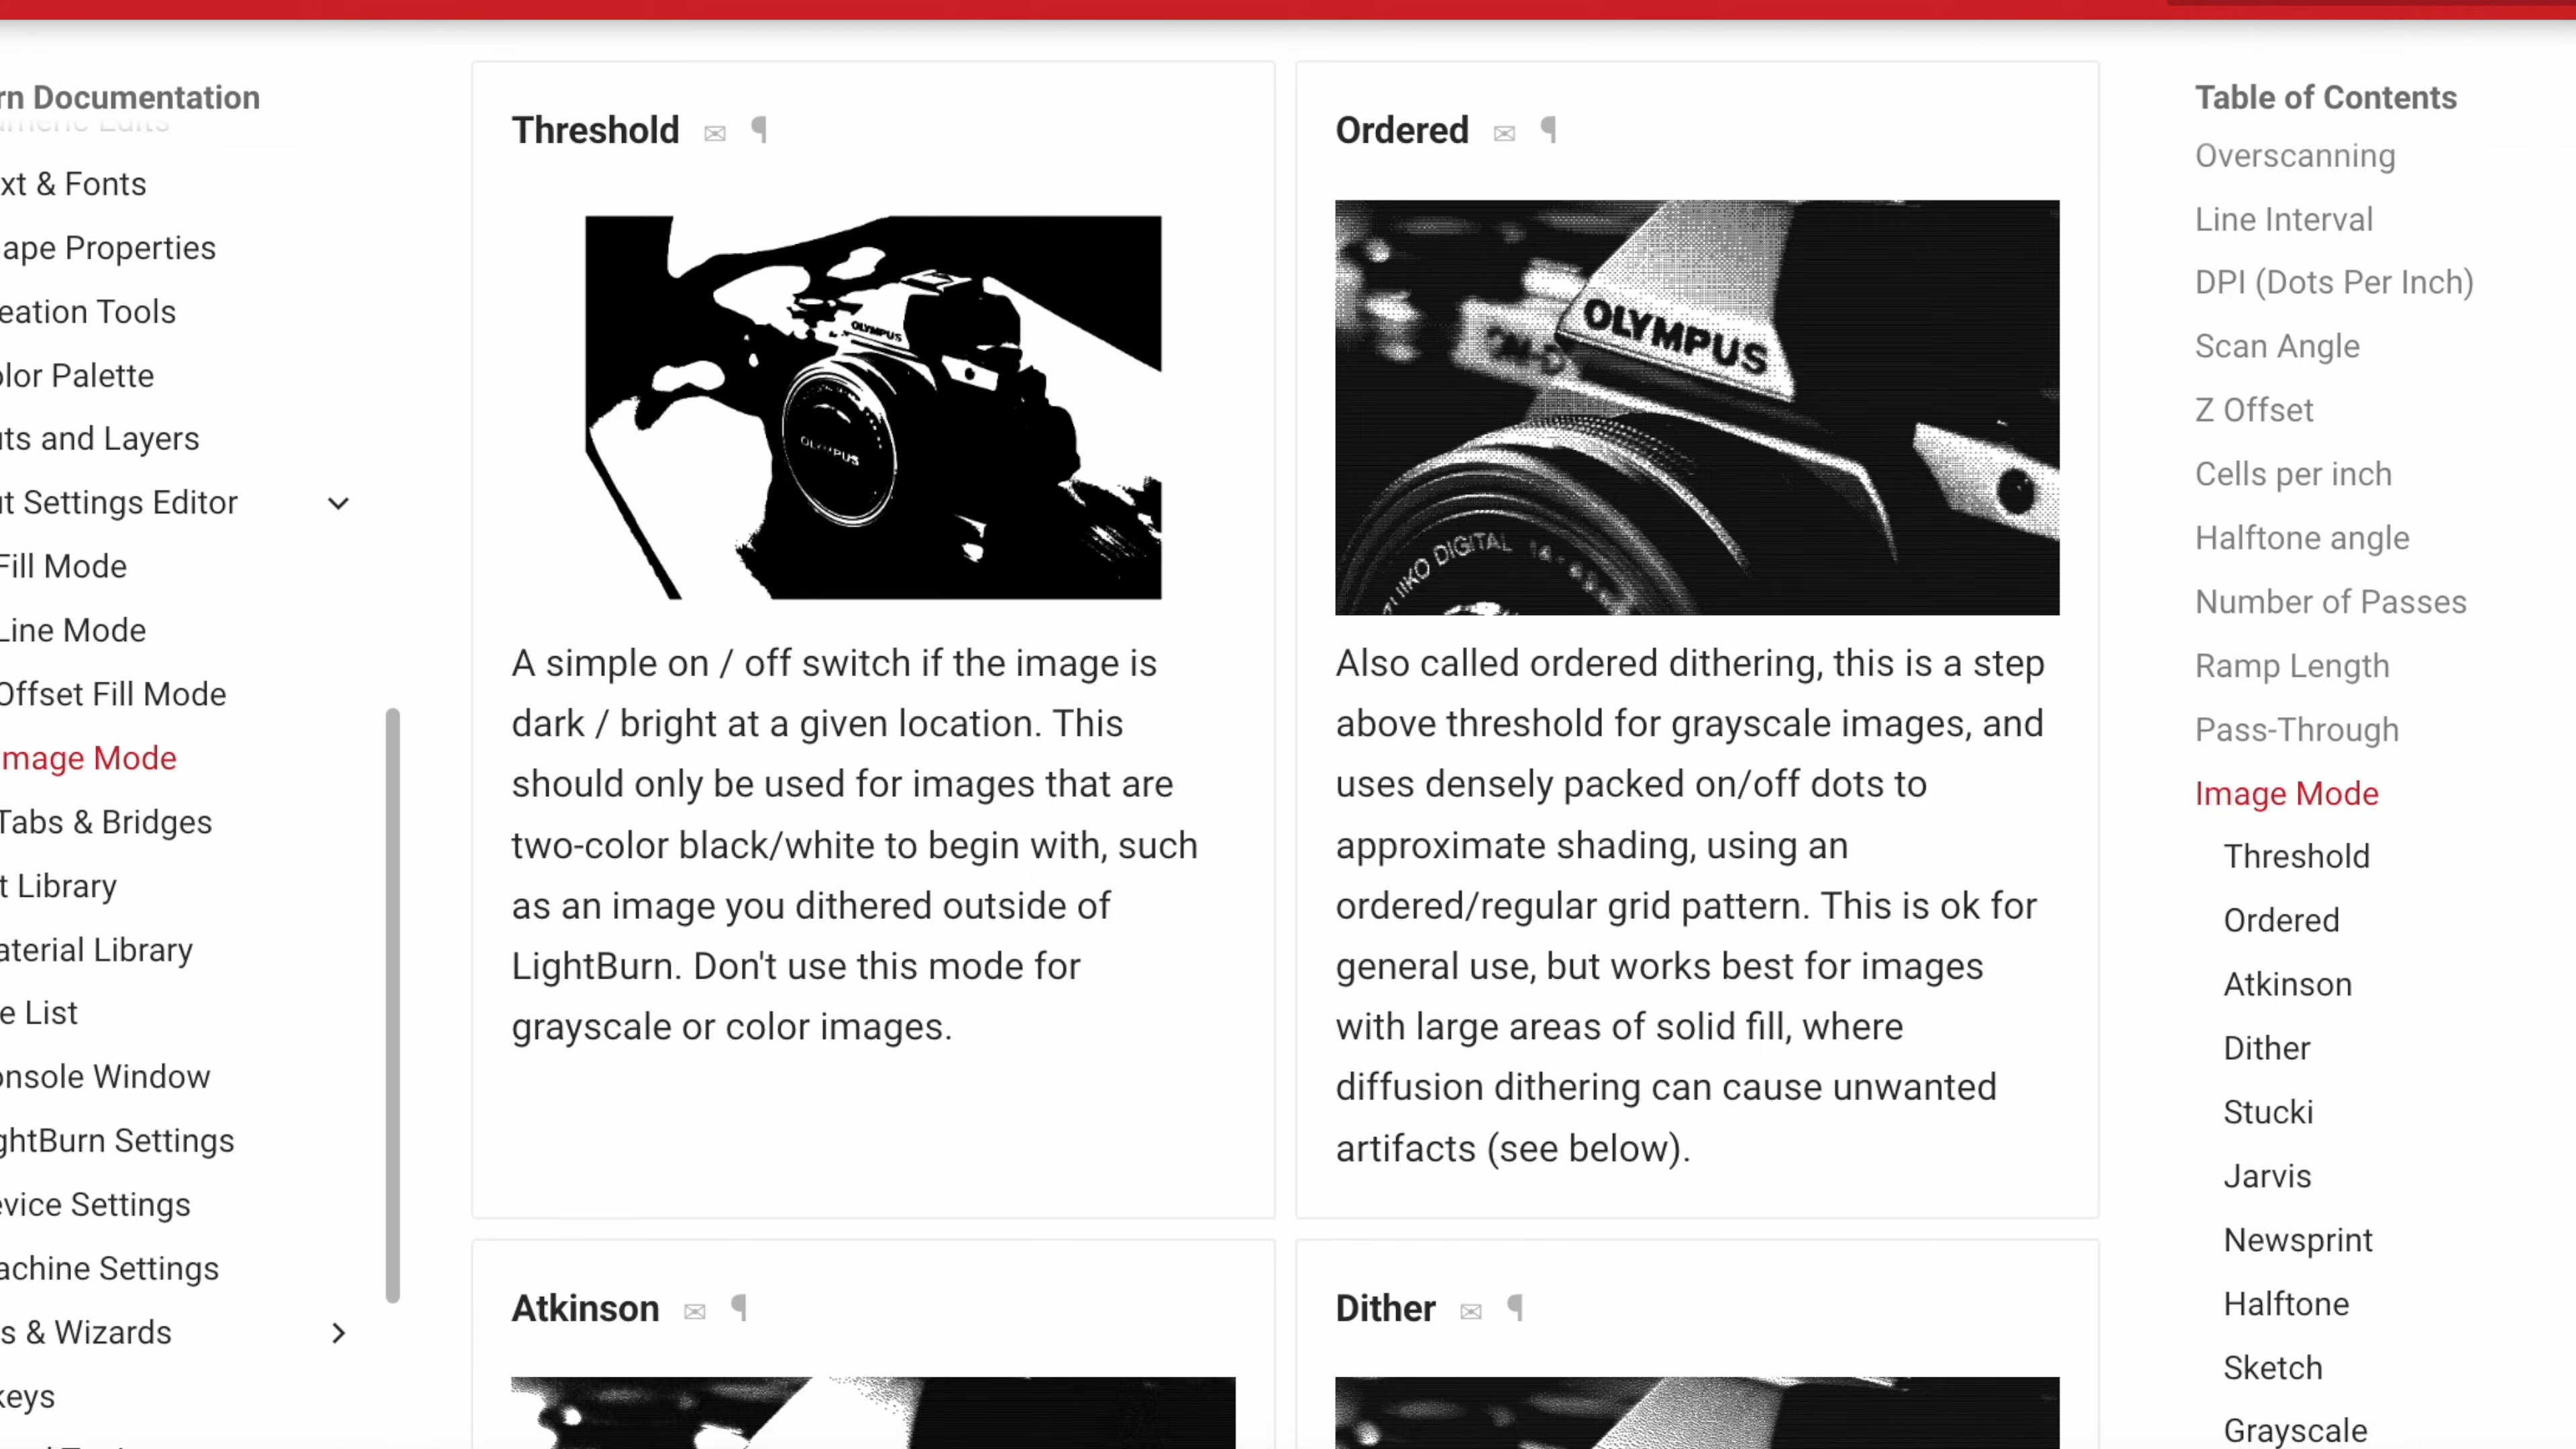 rn Documentation
xt & Fonts
ape Properties
eation Tools
olor Palette
uts and Layers
ut Settings Editor
Fill Mode
Line Mode
Offset Fill Mode
mage Mode
Tabs & Bridges
t Library
aterial Library
e List
onsole Window
ghtBurn Settings
evice Settings
achine Settings
s & Wizards
keys
Threshold ✉ ¶
OLYMPUS
OLYMPUS
A simple on / off switch if the image is
dark / bright at a given location. This
should only be used for images that are
two-color black/white to begin with, such
as an image you dithered outside of
LightBurn. Don't use this mode for
grayscale or color images.
Ordered ✉ ¶
OLYMPUS
DIGITAL
Also called ordered dithering, this is a step
above threshold for grayscale images, and
uses densely packed on/off dots to
approximate shading, using an
ordered/regular grid pattern. This is ok for
general use, but works best for images
with large areas of solid fill, where
diffusion dithering can cause unwanted
artifacts (see below).
Atkinson ✉ ¶
Dither ✉ ¶
Table of Contents
Overscanning
Line Interval
DPI (Dots Per Inch)
Scan Angle
Z Offset
Cells per inch
Halftone angle
Number of Passes
Ramp Length
Pass-Through
Image Mode
Threshold
Ordered
Atkinson
Dither
Stucki
Jarvis
Newsprint
Halftone
Sketch
Grayscale